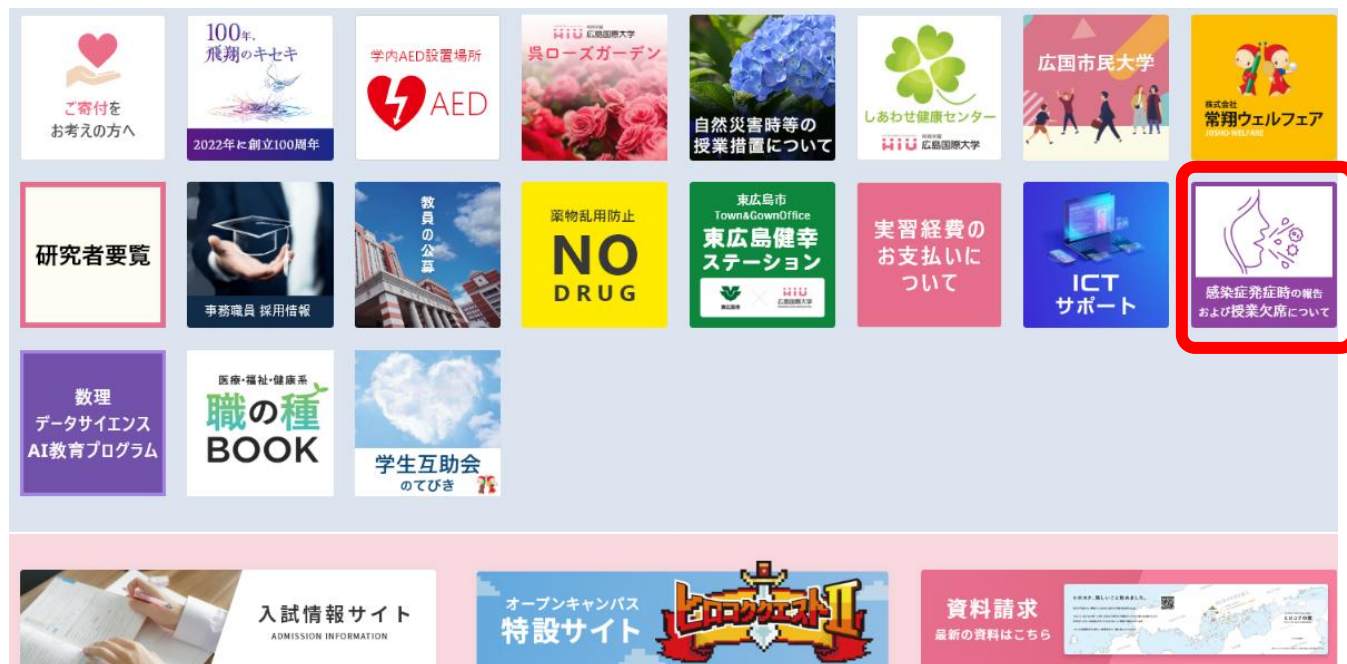 ご寄付を
お考えの方へ
100年、
飛翔のキセキ
2022年に創立100周年
学内AED設置場所
AED
HIU 広島国際大学
呉ローズガーデン
自然災害時等の
授業措置について
しあわせ健康センター
HIU 広島国際大学
広国市民大学
株式会社
常翔ウェルフェア
JOSHO-WELFARE
研究者要覧
事務職員 採用情報
教員の公募
薬物乱用防止
NO
DRUG
東広島市
Town&GownOffice
東広島健幸
ステーション
東広島市
HIU
広島国際大学
実習経費の
お支払いに
ついて
ICT
サポート
感染症発症時の報告
および授業欠席について
数理
データサイエンス
AI教育プログラム
医療・福祉・健康系
職の種
BOOK
学生互助会
のてびき
入試情報サイト
ADMISSION INFORMATION
オープンキャンパス
特設サイト
ヒロコククエストII
資料請求
最新の資料はこちら